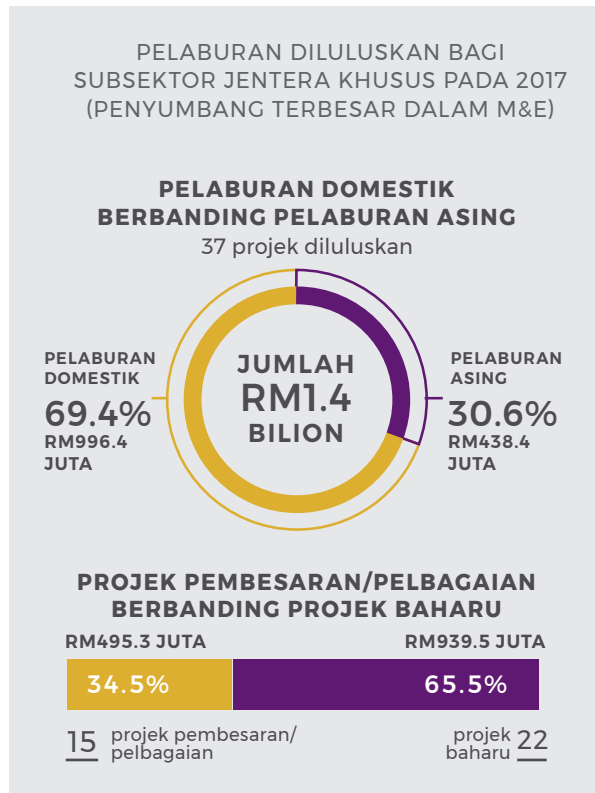 PELABURAN DILULUSKAN BAGI
SUBSEKTOR JENTERA KHUSUS PADA 2017
(PENYUMBANG TERBESAR DALAM M&E)
PELABURAN DOMESTIK
BERBANDING PELABURAN ASING
37 projek diluluskan
PELABURAN
DOMESTIK
69.4%
RM996.4
JUTA
JUMLAH
RM1.4
BILION
PELABURAN
ASING
30.6%
RM438.4
JUTA
PROJEK PEMBESARAN/PELBAGAIAN
BERBANDING PROJEK BAHARU
RM495.3 JUTA
RM939.5 JUTA
34.5%
65.5%
15 projek pembesaran/
pelbagaian
projek
baharu 22